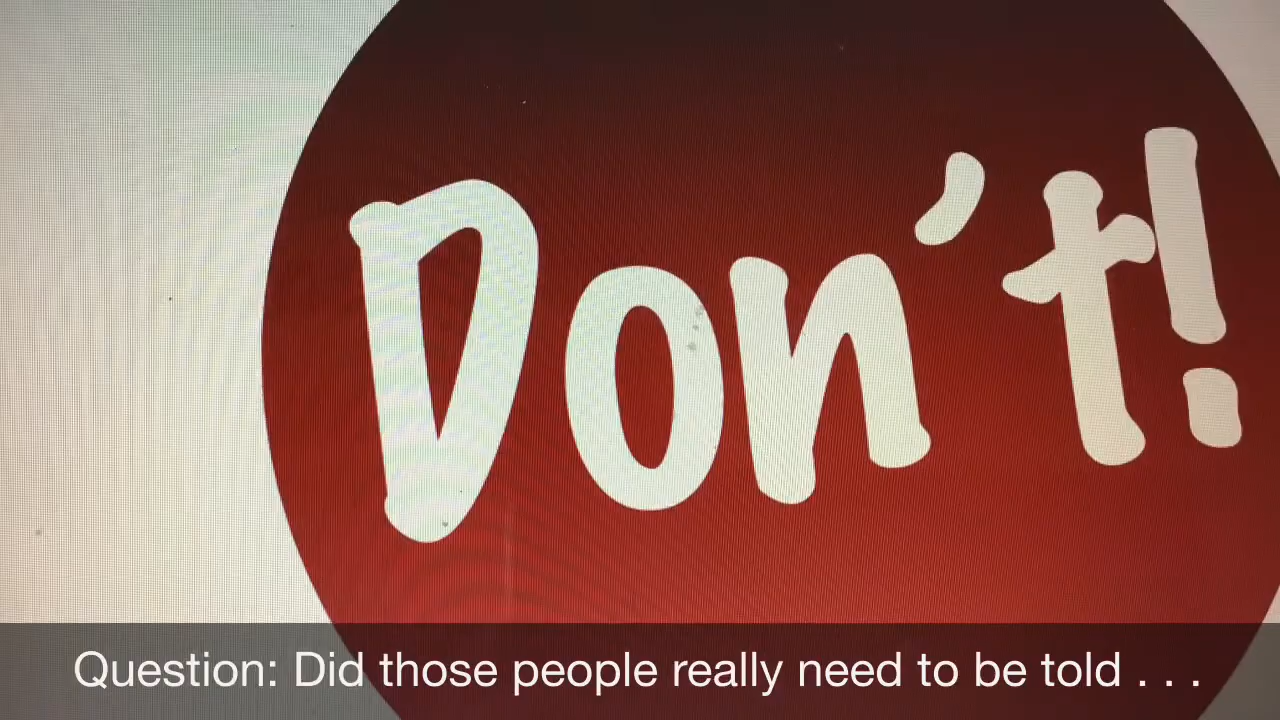 Don't!
Question: Did those people really need to be told . . .